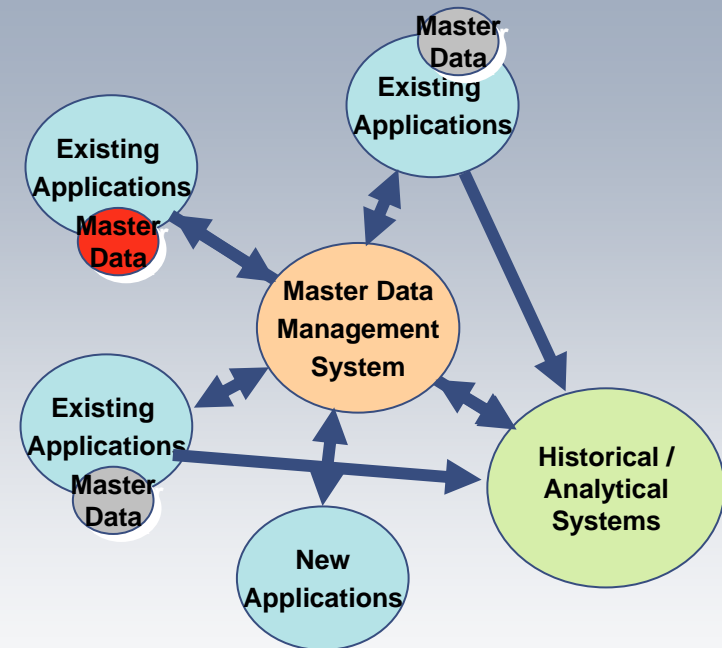 Master
Data
Existing
Applications
Existing
Applications
Master
Data
Master Data
Management
System
Existing
Applications
Master
Data
Historical /
Analytical
Systems
New
Applications